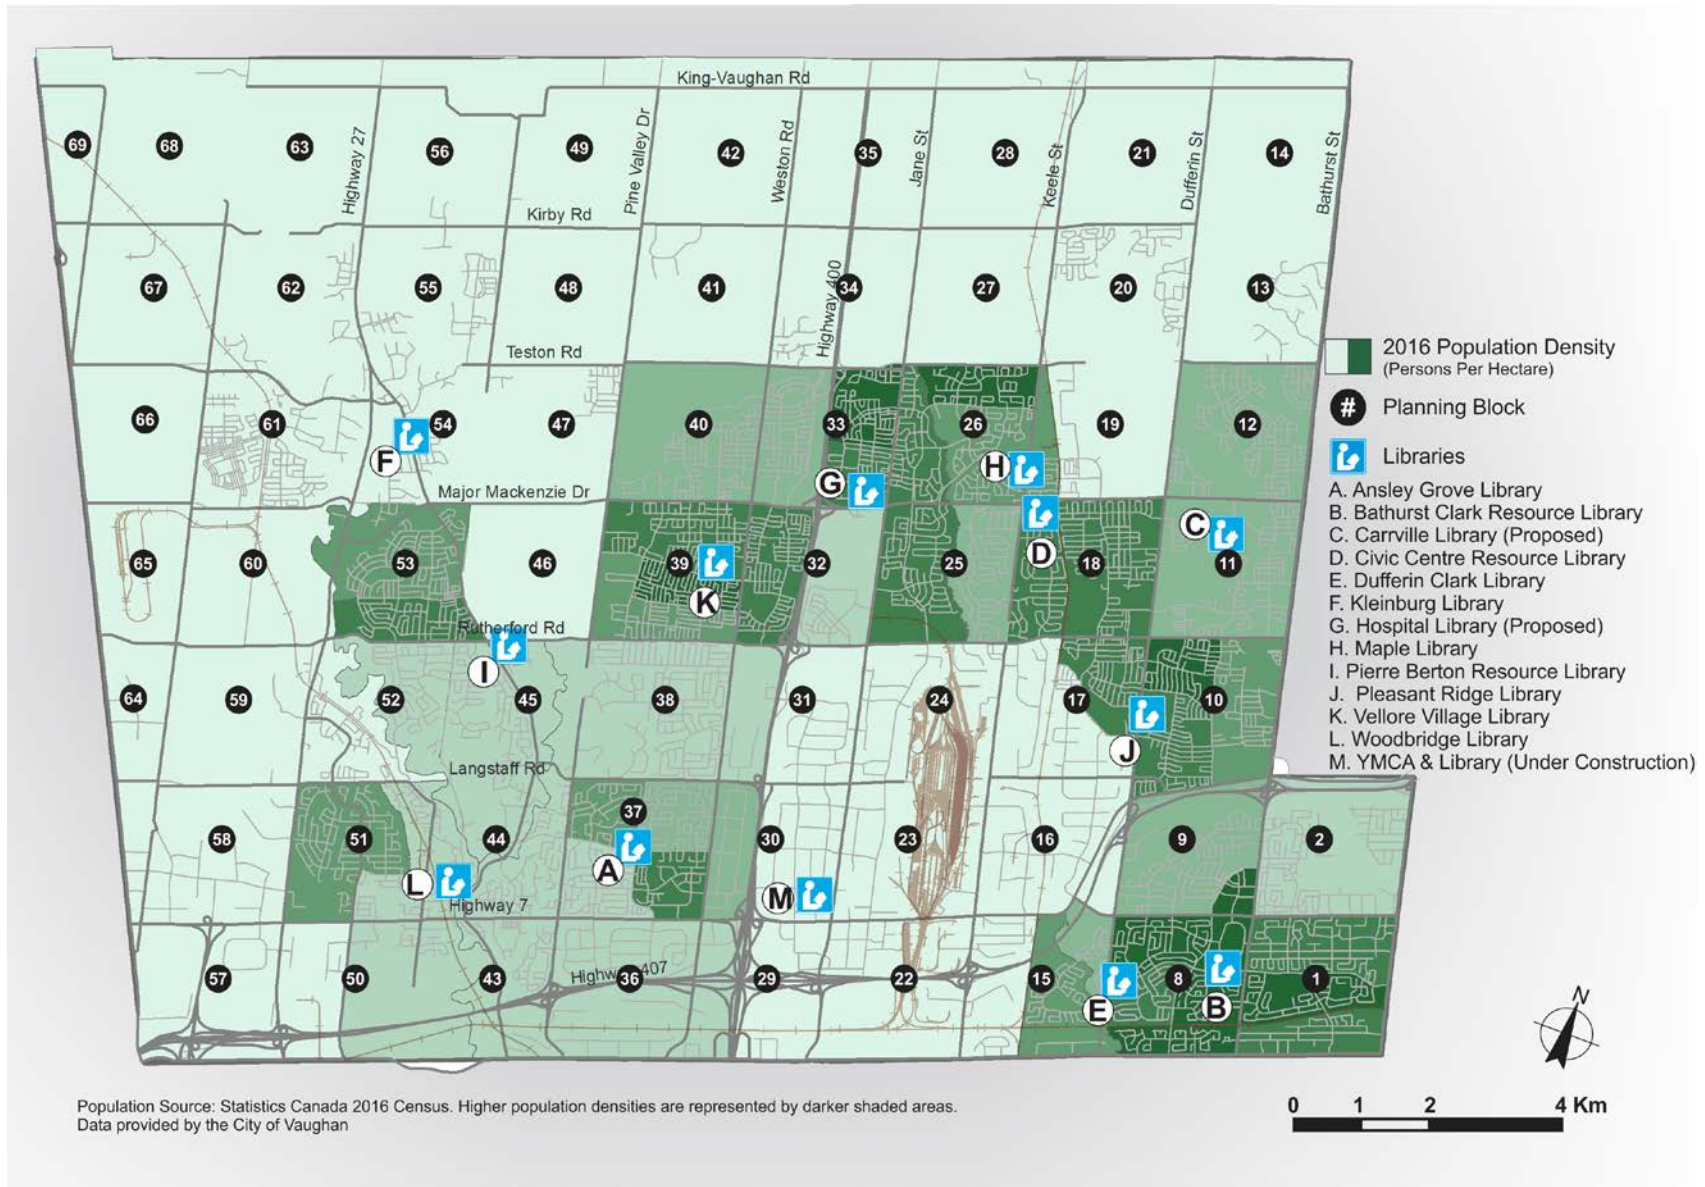 King-Vaughan Rd
69
68
63
Highway 27
56
49
Pine Valley Dr
42
Weston Rd
35
Jane St
28
Keele St
21
Dufferin St
14
Bathurst St
Kirby Rd
67
62
55
48
41
Highway 400
34
27
20
13
Teston Rd
66
61
54
47
40
33
26
19
12
F
G
H
Major Mackenzie Dr
65
60
53
46
39
32
25
18
11
K
D
C
Rutherford Rd
I
64
59
52
45
38
31
24
17
10
J
Langstaff Rd
58
51
44
37
30
23
16
9
2
L
A
M
Highway 7
57
50
43
36
29
22
15
8
1
Highway 407
E
B
2016 Population Density
(Persons Per Hectare)
# Planning Block
Libraries
A. Ansley Grove Library
B. Bathurst Clark Resource Library
C. Carrville Library (Proposed)
D. Civic Centre Resource Library
E. Dufferin Clark Library
F. Kleinburg Library
G. Hospital Library (Proposed)
H. Maple Library
I. Pierre Berton Resource Library
J. Pleasant Ridge Library
K. Vellore Village Library
L. Woodbridge Library
M. YMCA & Library (Under Construction)
N
0 1 2 4 Km
Population Source: Statistics Canada 2016 Census. Higher population densities are represented by darker shaded areas.
Data provided by the City of Vaughan